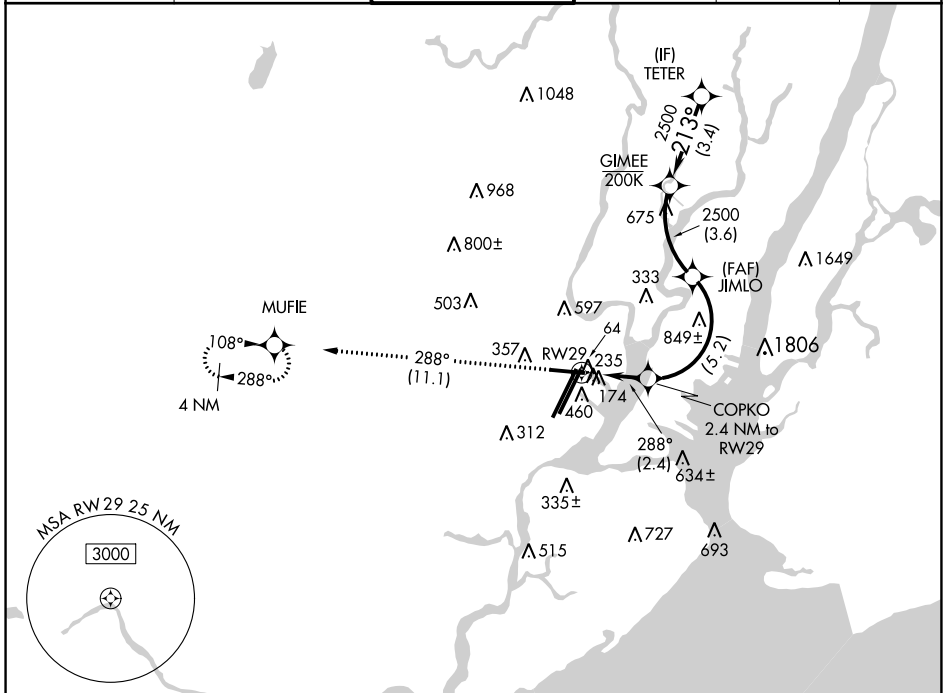 (IF)
TETER
1048
2500
213°
(3.4)
GIMEE
200K
968
675
2500
(3.6)
800±
(FAF)
JIMLO
1649
333
503
597
MUFIE
849±
64
108°
288°
(11.1)
357
RW29
235
(5.2)
1806
288°
174
4 NM
460
COPKO
2.4 NM to
RW29
312
288°
(2.4)
634±
335±
MSA RW29 25 NM
727
693
515
3000